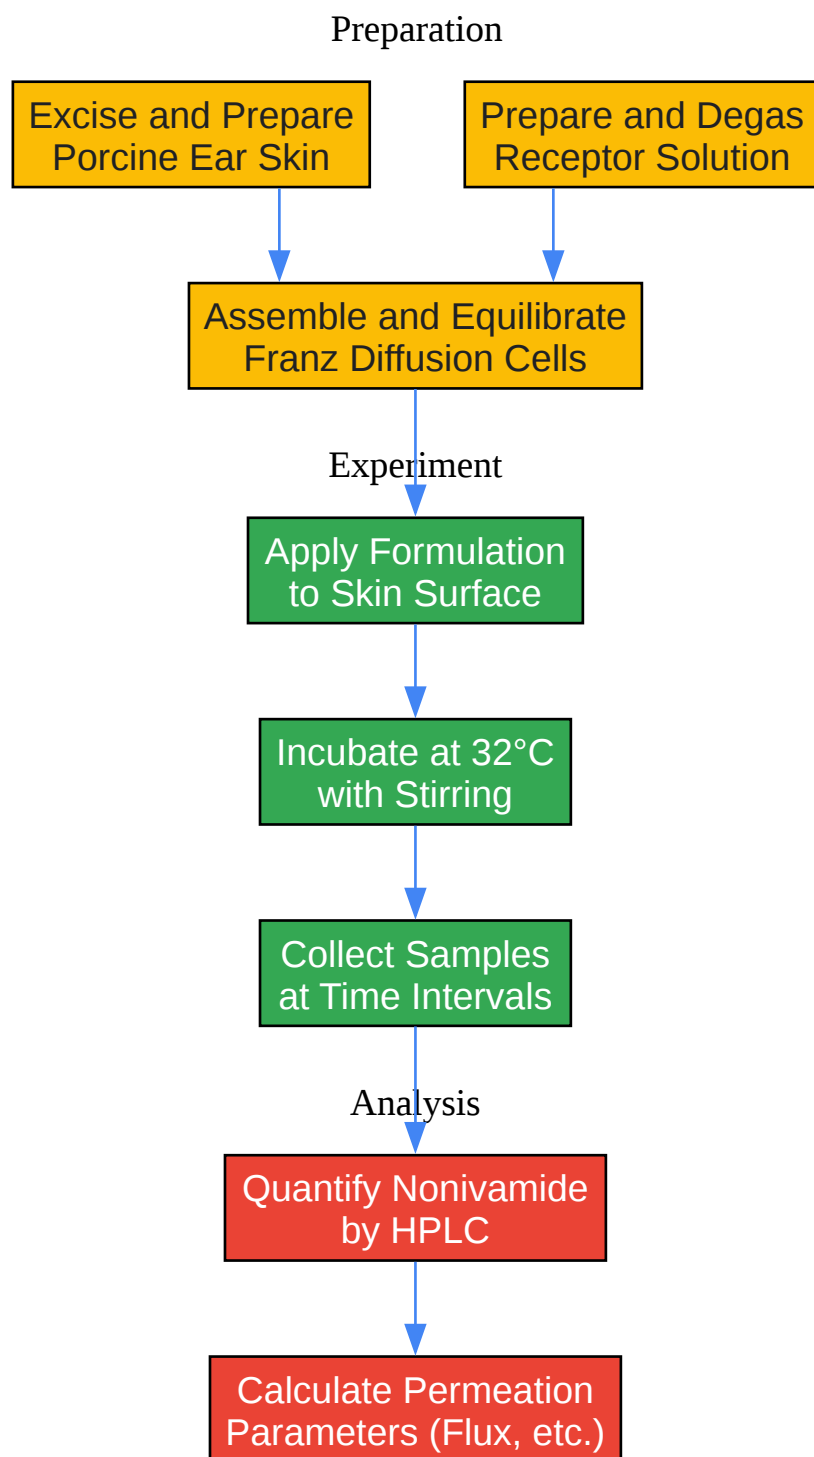 Preparation
Excise and Prepare
Porcine Ear Skin
Prepare and Degas
Receptor Solution
Assemble and Equilibrate
Franz Diffusion Cells
Experiment
Apply Formulation
to Skin Surface
Incubate at 32°C
with Stirring
Collect Samples
at Time Intervals
Analysis
Quantify Nonivamide
by HPLC
Calculate Permeation
Parameters (Flux, etc.)